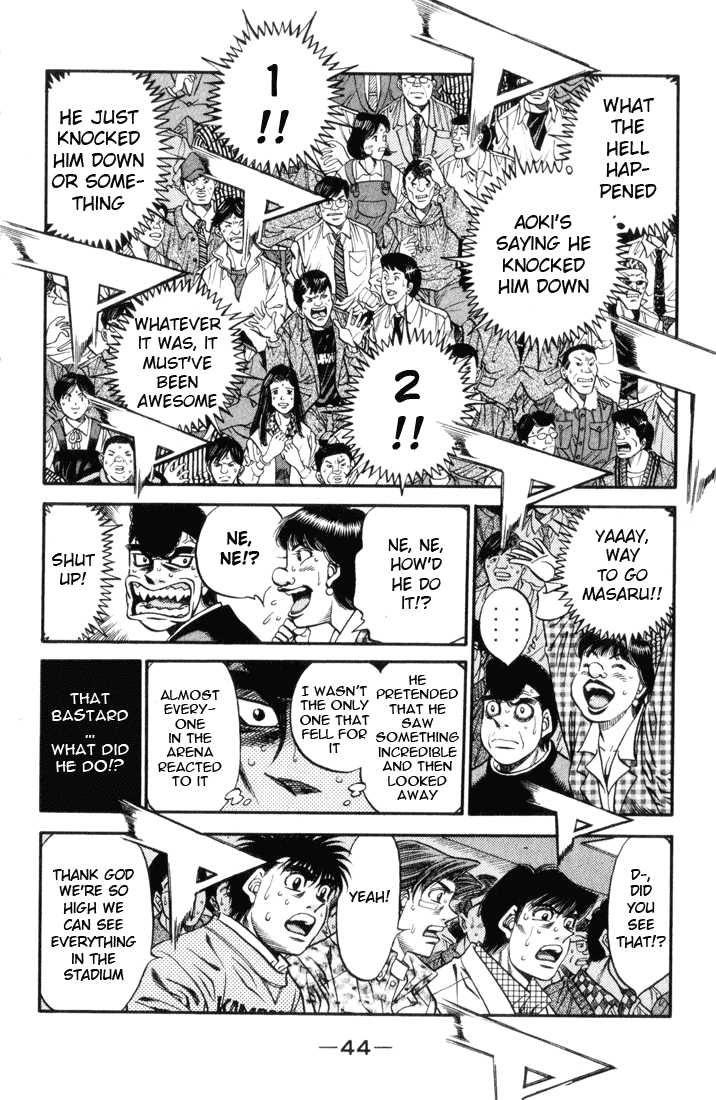 WHAT
THE
HELL
HAP-
PENED
1
!!
HE JUST
KNOCKED
HIM DOWN
OR SOME-
THING
AOKI'S
SAYING HE
KNOCKED
HIM DOWN
WHATEVER
IT WAS, IT
MUST'VE
BEEN
AWESOME
2
!!
YAAAY,
WAY
TO GO
MASARU!!
NE, NE,
HOW'D
HE DO
IT!?
NE,
NE!?
SHUT
UP!
HE
PRETENDED
THAT HE
SAW
SOMETHING
INCREDIBLE
AND THEN
LOOKED
AWAY
I WASN'T
THE ONLY
ONE THAT
FELL FOR
IT
ALMOST
EVERY-
ONE
IN THE
ARENA
REACTED
TO IT
THAT
BASTARD
...
WHAT DID
HE DO!?
D-,
DID
YOU
SEE
THAT!?
YEAH!
THANK GOD
WE'RE SO
HIGH WE
CAN SEE
EVERYTHING
IN THE
STADIUM
—44—